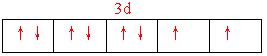 3d
↑ ↓ ↑ ↓ ↑ ↓ ↑ ↑